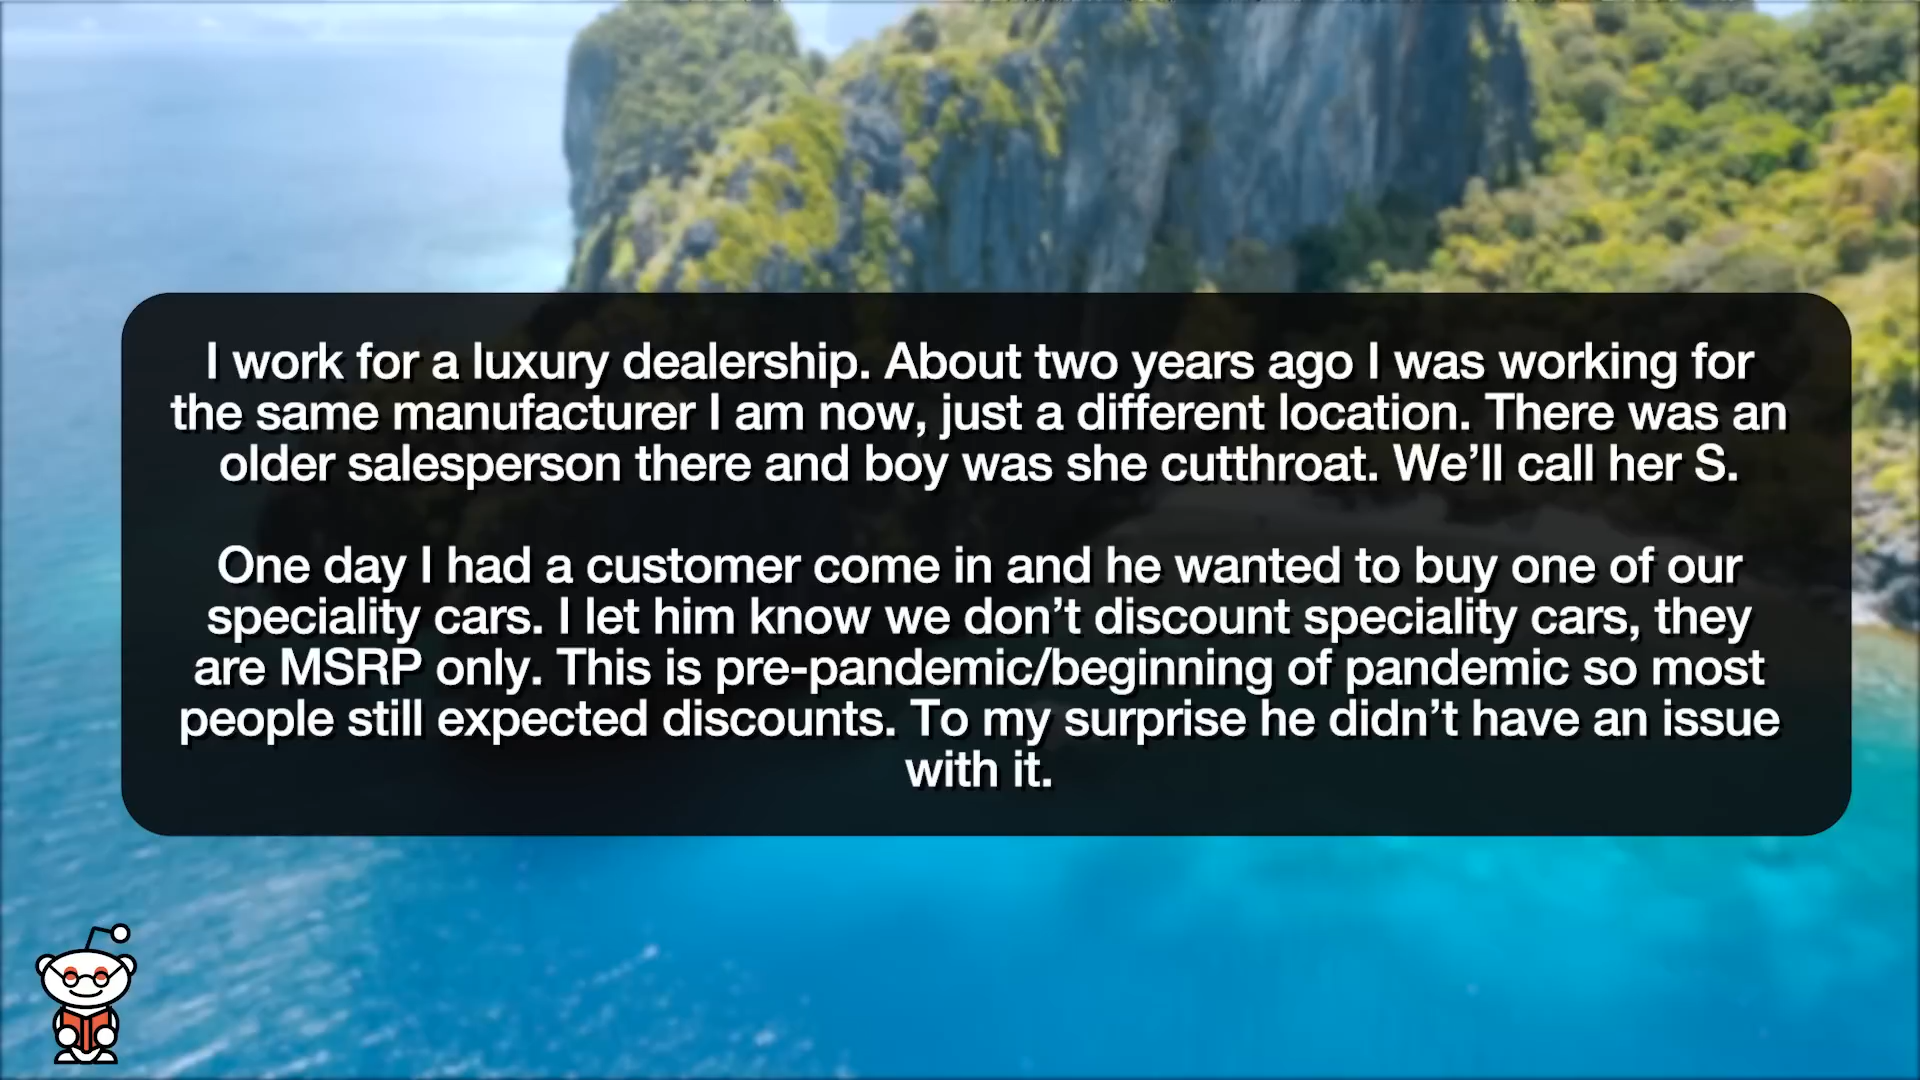 I work for a luxury dealership. About two years ago I was working for
the same manufacturer I am now, just a different location. There was an
older salesperson there and boy was she cutthroat. We’ll call her S.
One day I had a customer come in and he wanted to buy one of our
speciality cars. I let him know we don’t discount speciality cars, they
are MSRP only. This is pre-pandemic/beginning of pandemic so most
people still expected discounts. To my surprise he didn’t have an issue
with it.